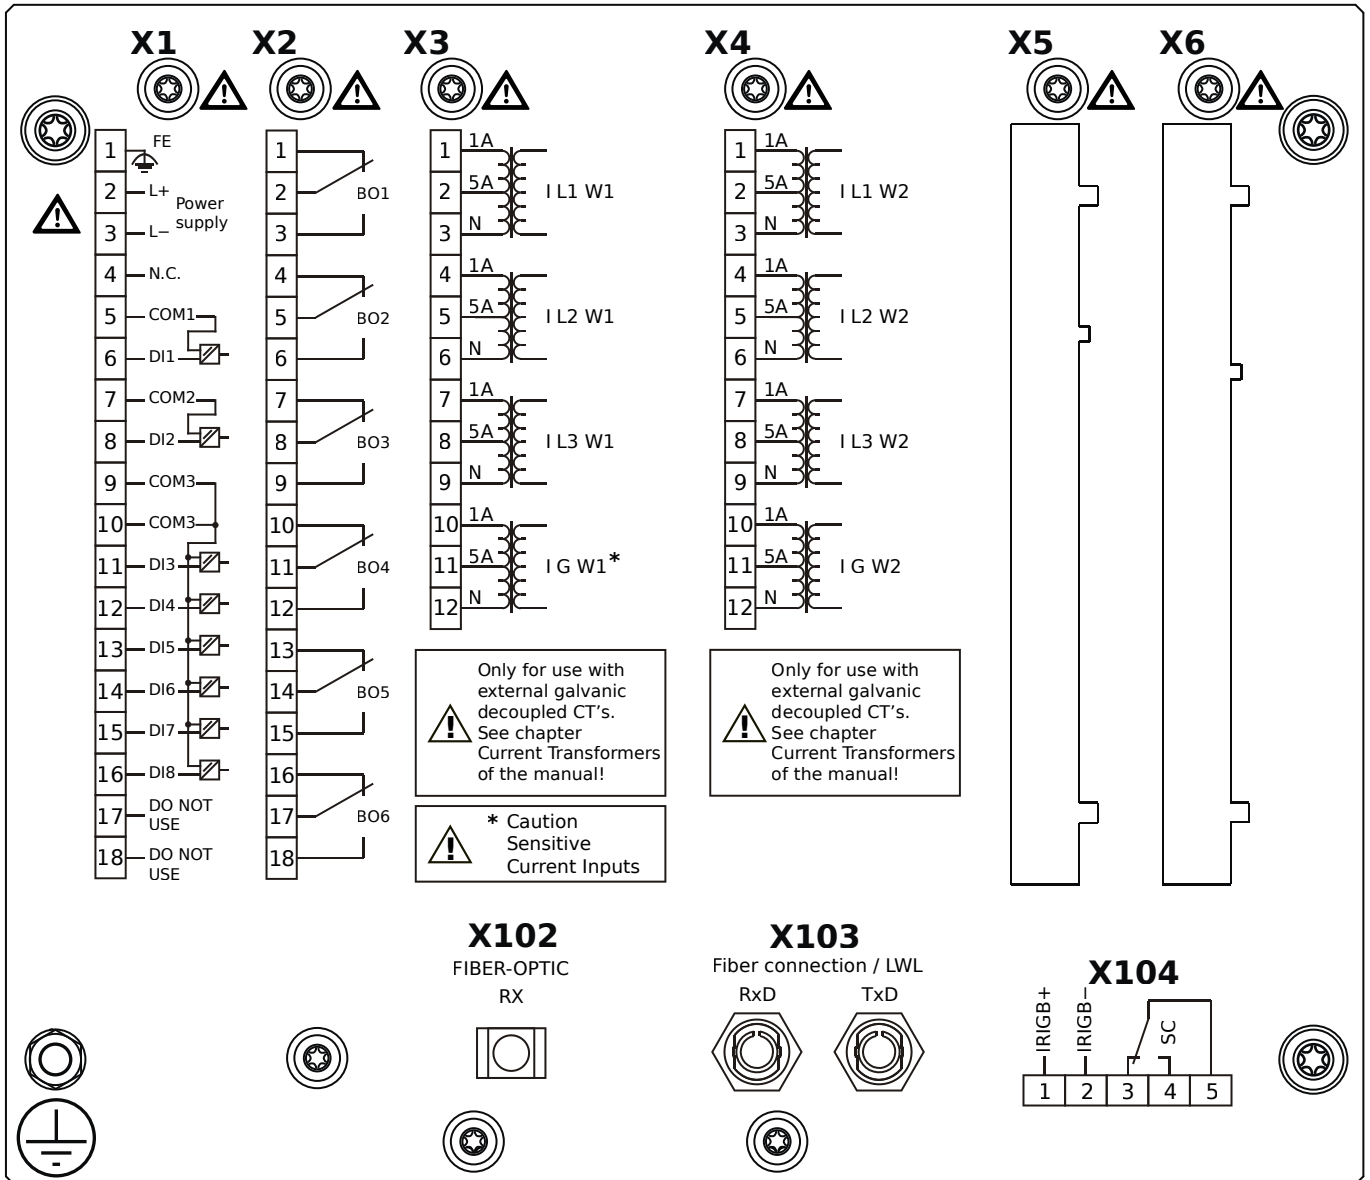 X1
X2
X3
X4
X5
X6
1 FE
2 L+
Power
supply
3 L−
4 N.C.
5 COM1
6 DI1
7 COM2
8 DI2
9 COM3
10 COM3
11 DI3
12 DI4
13 DI5
14 DI6
15 DI7
16 DI8
17 DO NOT
USE
18 DO NOT
USE
1
2 BO1
3
4
5 BO2
6
7
8 BO3
9
10
11 BO4
12
13
14 BO5
15
16
17 BO6
18
1 1A
2 5A I L1 W1
3 N
4 1A
5 5A I L2 W1
6 N
7 1A
8 5A I L3 W1
9 N
10 1A
11 5A I G W1*
12 N
Only for use with
external galvanic
decoupled CT's.
See chapter
Current Transformers
of the manual!
* Caution
Sensitive
Current Inputs
1 1A
2 5A I L1 W2
3 N
4 1A
5 5A I L2 W2
6 N
7 1A
8 5A I L3 W2
9 N
10 1A
11 5A I G W2
12 N
Only for use with
external galvanic
decoupled CT's.
See chapter
Current Transformers
of the manual!
X102
FIBER-OPTIC
RX
X103
Fiber connection / LWL
RxD TxD
X104
IRIGB+
IRIGB−
SC
1 2 3 4 5